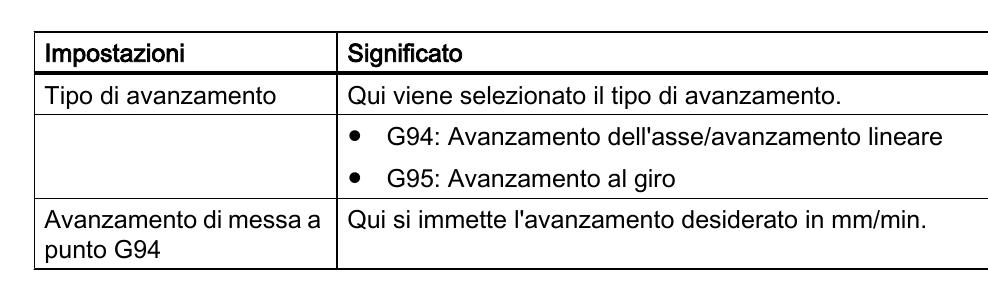 Impostazioni Significato
Tipo di avanzamento Qui viene selezionato il tipo di avanzamento.
● G94: Avanzamento dell'asse/avanzamento lineare
● G95: Avanzamento al giro
Avanzamento di messa a punto G94 Qui si immette l'avanzamento desiderato in mm/min.